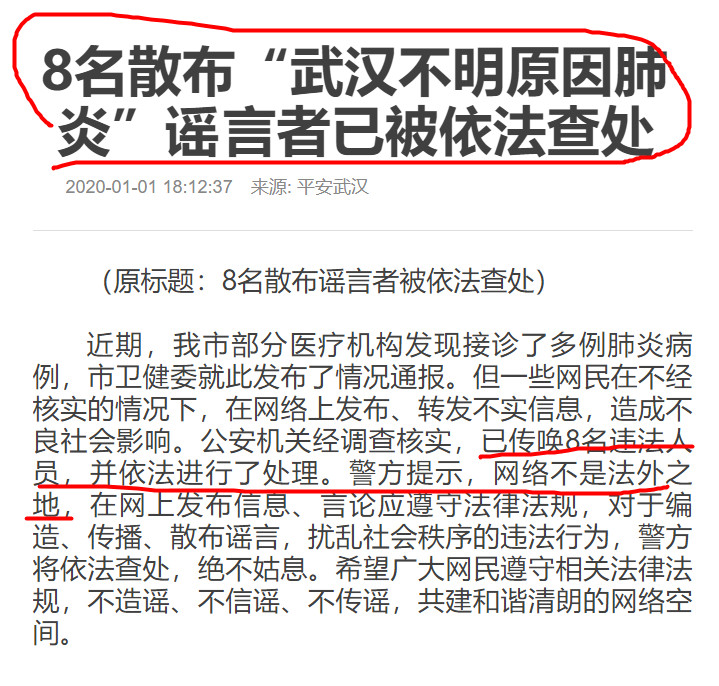 8名散布“武汉不明原因肺
炎”谣言者已被依法查处
2020-01-01 18:12:37 来源: 平安武汉
（原标题：8名散布谣言者被依法查处）
近期，我市部分医疗机构发现接诊了多例肺炎病
例，市卫健委就此发布了情况通报。但一些网民在不经
核实的情况下，在网络上发布、转发不实信息，造成不
良社会影响。公安机关经调查核实，已传唤8名违法人
员，并依法进行了处理。警方提示，网络不是法外之
地，在网上发布信息、言论应遵守法律法规，对于编
造、传播、散布谣言，扰乱社会秩序的违法行为，警方
将依法查处，绝不姑息。希望广大网民遵守相关法律法
规，不造谣、不信谣、不传谣，共建和谐清朗的网络空
间。